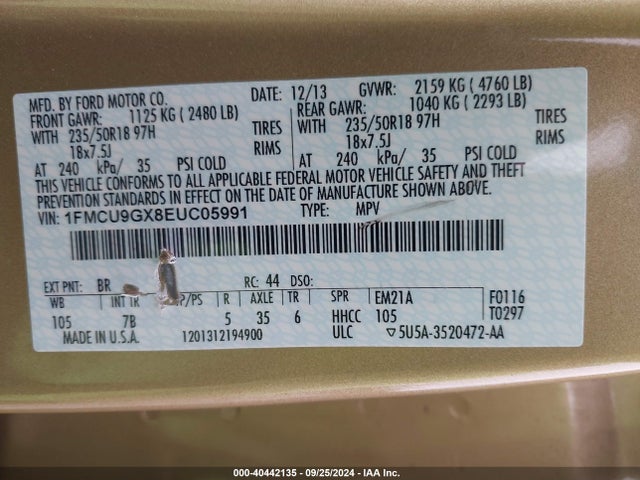 MFD. BY FORD MOTOR CO. DATE: 12/13 GVWR: 2159 KG ( 4760 LB)
FRONT GAWR: 1125 KG ( 2480 LB) REAR GAWR: 1040 KG ( 2293 LB)
WITH 235/50R18 97H TIRES WITH 235/50R18 97H TIRES
18x7.5J RIMS 18x7.5J RIMS
AT 240 kPa/ 35 PSI COLD AT 240 kPa/ 35 PSI COLD
THIS VEHICLE CONFORMS TO ALL APPLICABLE FEDERAL MOTOR VEHICLE SAFETY AND THEFT
PREVENTION STANDARDS IN EFFECT ON THE DATE OF MANUFACTURE SHOWN ABOVE.
VIN: 1FMCU9GX8EUC05991 TYPE: MPV
EXT PNT: BR RC: 44 DSO:
WB INT TR P/PS R AXLE TR SPR EM21A F0116
105 7B 5 35 6 HHCC 105 T0297
MADE IN U.S.A. 1201312194900 ULC ▽5U5A-3520472-AA
000-40442135 - 09/25/2024 - IAA Inc.